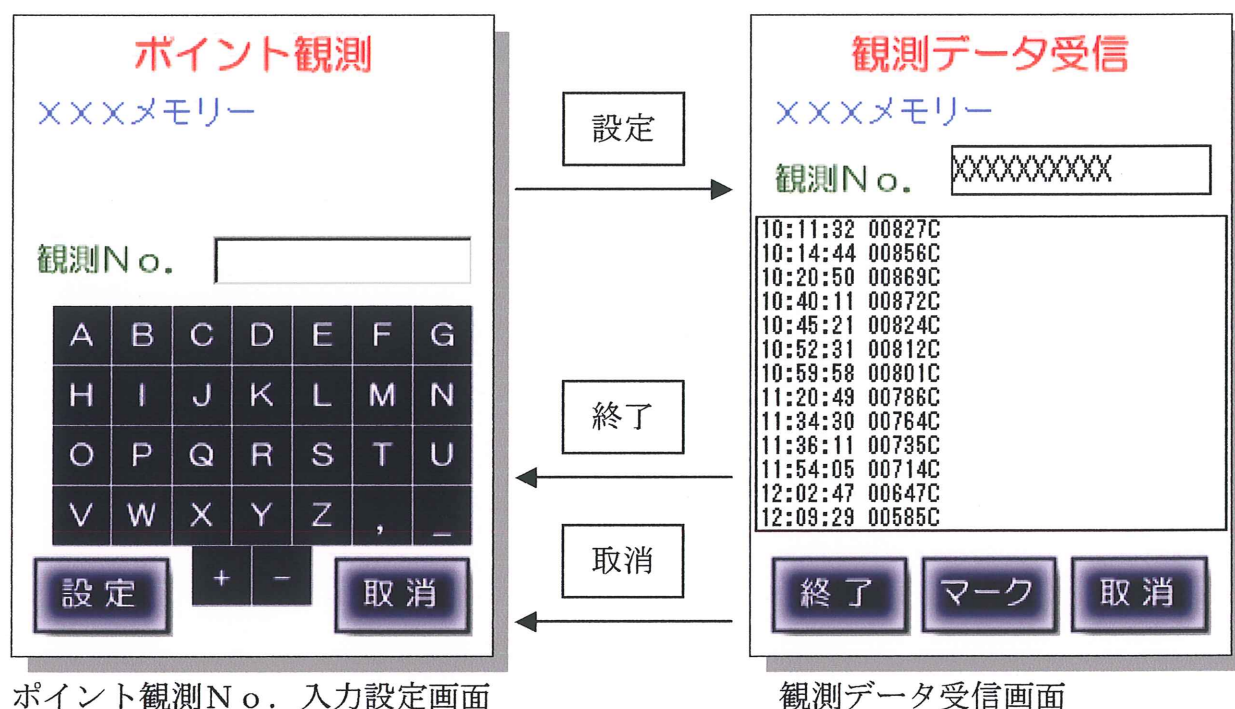 ポイント観測
×××メモリー
観測No.
A B C D E F G
H I J K L M N
O P Q R S T U
V W X Y Z , _
+ -
設定 取消
ポイント観測No.入力設定画面
設定
終了
取消
観測データ受信
×××メモリー
観測No. XXXXXXXXXX
10:11:32 00827C
10:14:44 00856C
10:20:50 00869C
10:40:11 00872C
10:45:21 00824C
10:52:31 00812C
10:59:58 00801C
11:20:49 00786C
11:34:30 00764C
11:36:11 00735C
11:54:05 00714C
12:02:47 00647C
12:09:29 00585C
終了 マーク 取消
観測データ受信画面